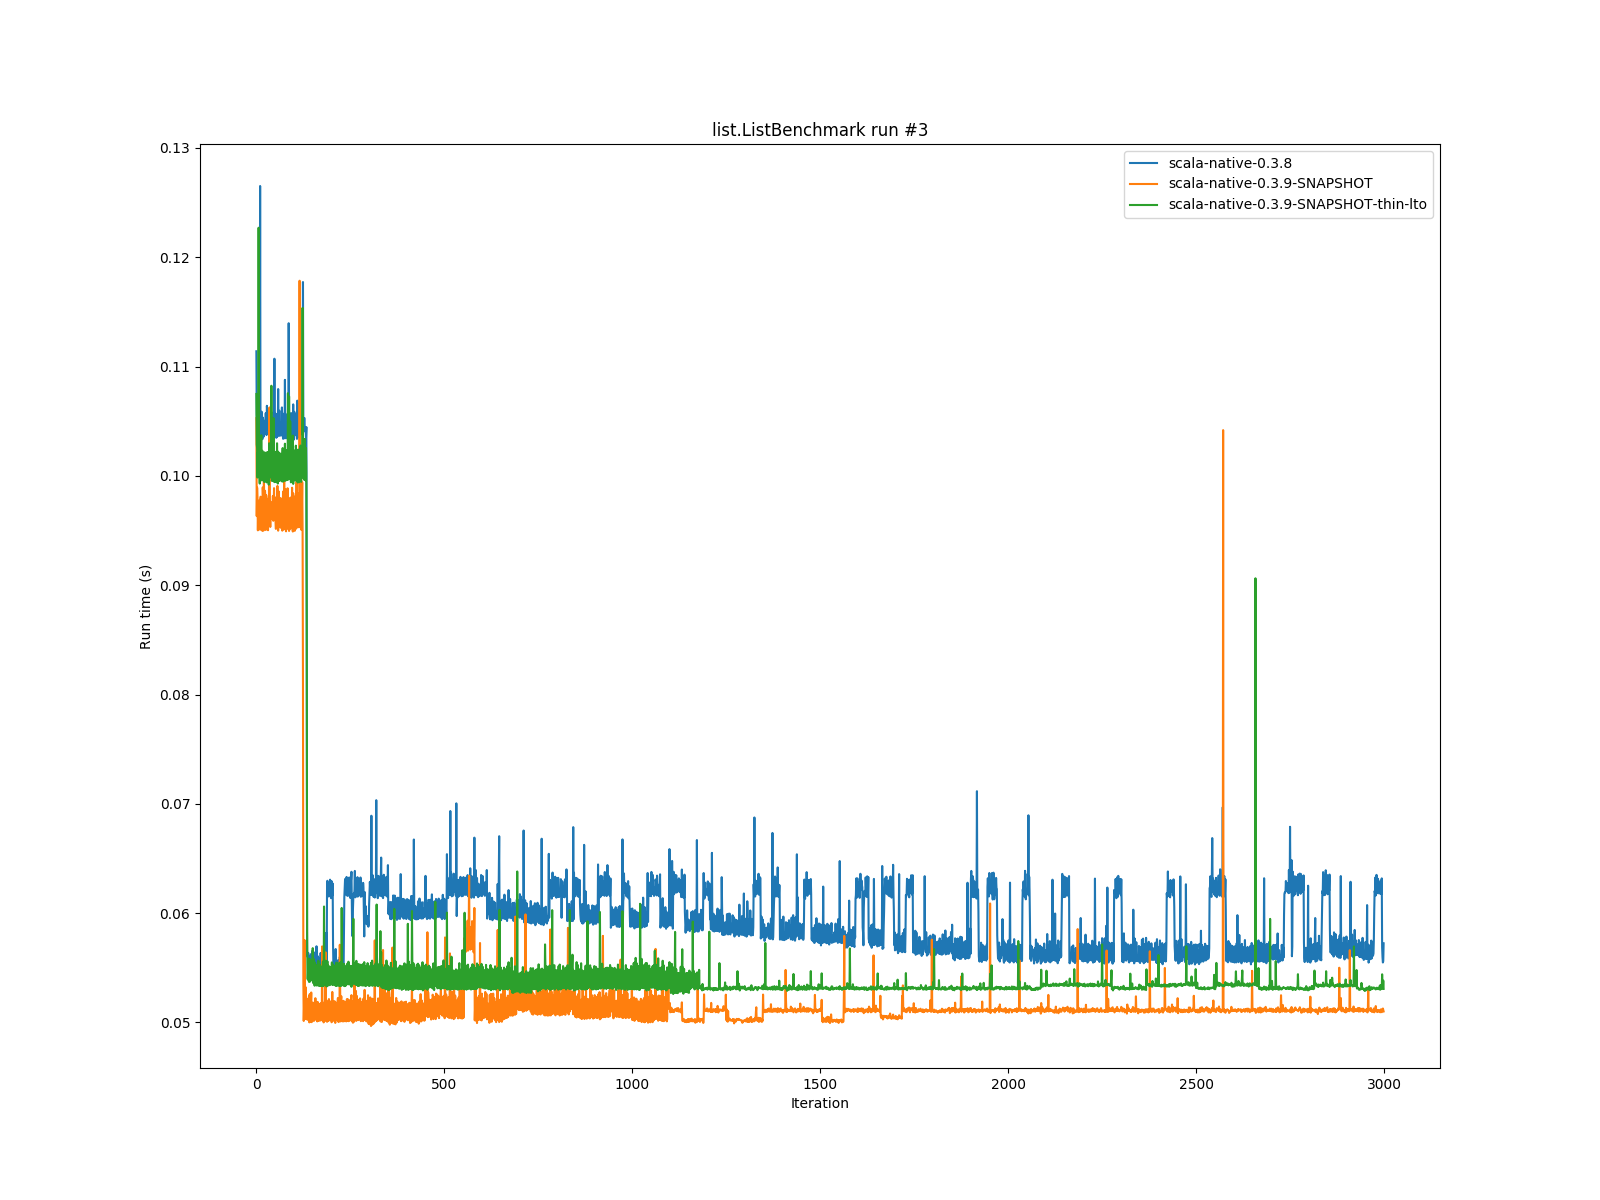 list.ListBenchmark run #3
scala-native-0.3.8
scala-native-0.3.9-SNAPSHOT
scala-native-0.3.9-SNAPSHOT-thin-lto
Run time (s)
0.13
0.12
0.11
0.10
0.09
0.08
0.07
0.06
0.05
0
500
1000
1500
2000
2500
3000
Iteration